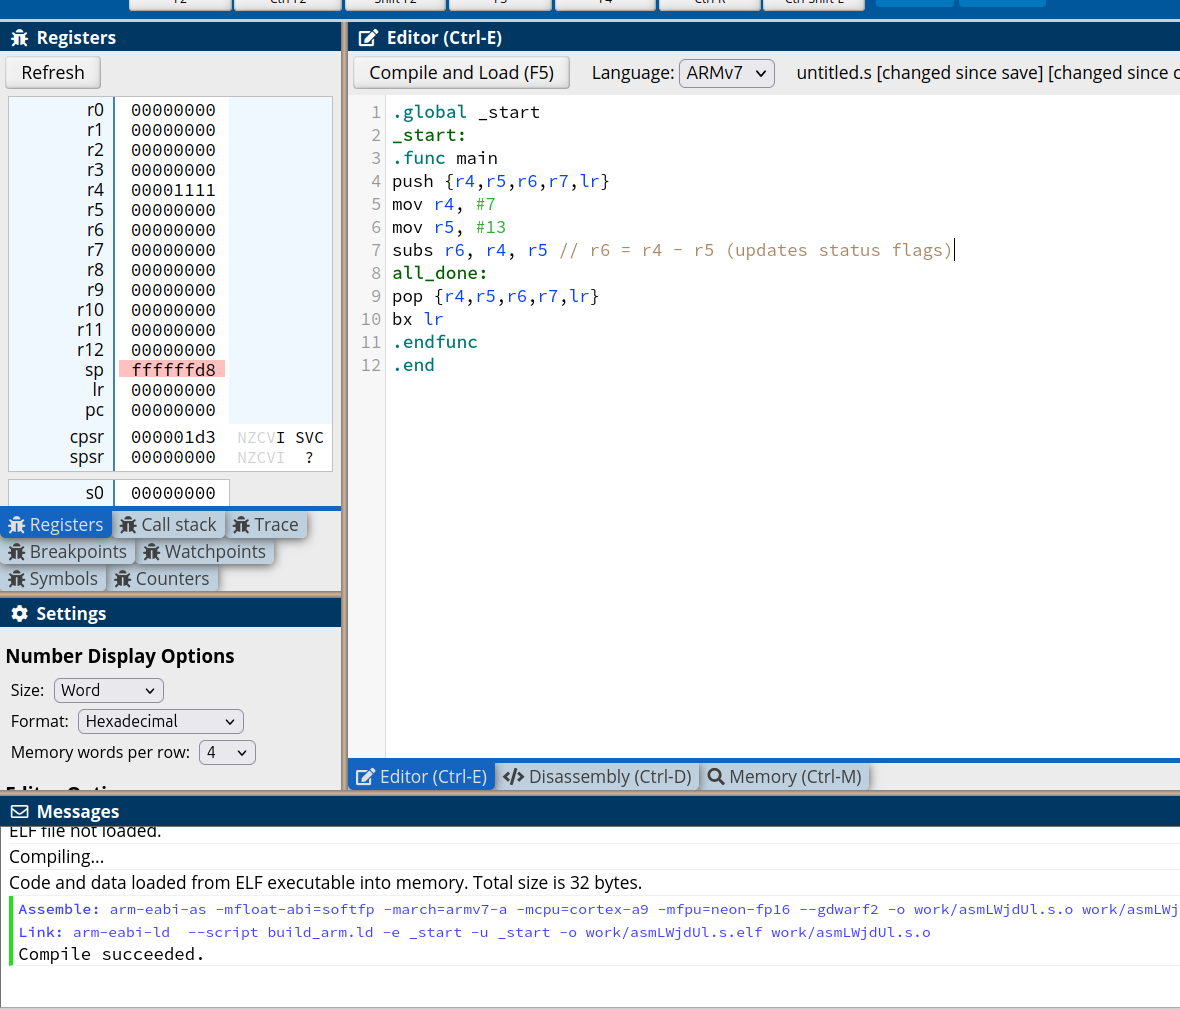 Registers
Refresh
r0 00000000
r1 00000000
r2 00000000
r3 00000000
r4 00001111
r5 00000000
r6 00000000
r7 00000000
r8 00000000
r9 00000000
r10 00000000
r11 00000000
r12 00000000
sp ffffffd8
lr 00000000
pc 00000000
cpsr 000001d3 NZCVI SVC
spsr 00000000 NZCVI ?
s0 00000000
Registers Call stack Trace
Breakpoints Watchpoints
Symbols Counters
Settings
Number Display Options
Size: Word
Format: Hexadecimal
Memory words per row: 4
Editor (Ctrl-E)
Compile and Load (F5) Language: ARMv7 untitled.s [changed since save] [changed since
1 .global _start
2 _start:
3 .func main
4 push {r4,r5,r6,r7,lr}
5 mov r4, #7
6 mov r5, #13
7 subs r6, r4, r5 // r6 = r4 - r5 (updates status flags)
8 all_done:
9 pop {r4,r5,r6,r7,lr}
10 bx lr
11 .endfunc
12 .end
Editor (Ctrl-E) Disassembly (Ctrl-D) Memory (Ctrl-M)
Messages
ELF file not loaded.
Compiling...
Code and data loaded from ELF executable into memory. Total size is 32 bytes.
Assemble: arm-eabi-as -mfloat-abi=softfp -march=armv7-a -mcpu=cortex-a9 -mfpu=neon-fp16 --gdwarf2 -o work/asmLWjdUl.s.o work/asmLWj
Link: arm-eabi-ld --script build_arm.ld -e _start -u _start -o work/asmLWjdUl.s.elf work/asmLWjdUl.s.o
Compile succeeded.